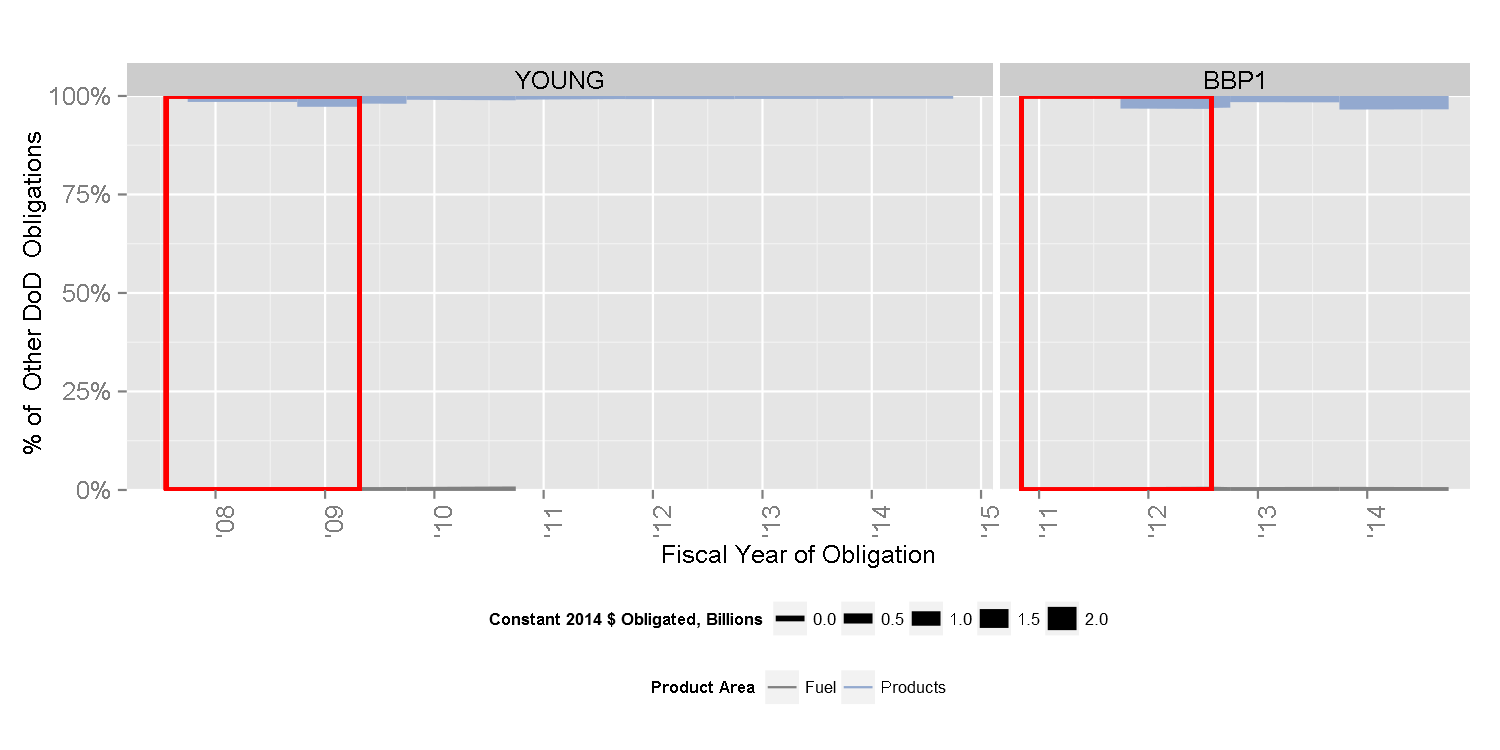 YOUNG
BBP1
100%
75%
50%
25%
0%
% of  Other DoD  Obligations
'08
'09
'10
'11
'12
'13
'14
'15
'11
'12
'13
'14
Fiscal Year of Obligation
Constant 2014 $ Obligated, Billions 0.0 0.5 1.0 1.5 2.0
Product Area Fuel Products